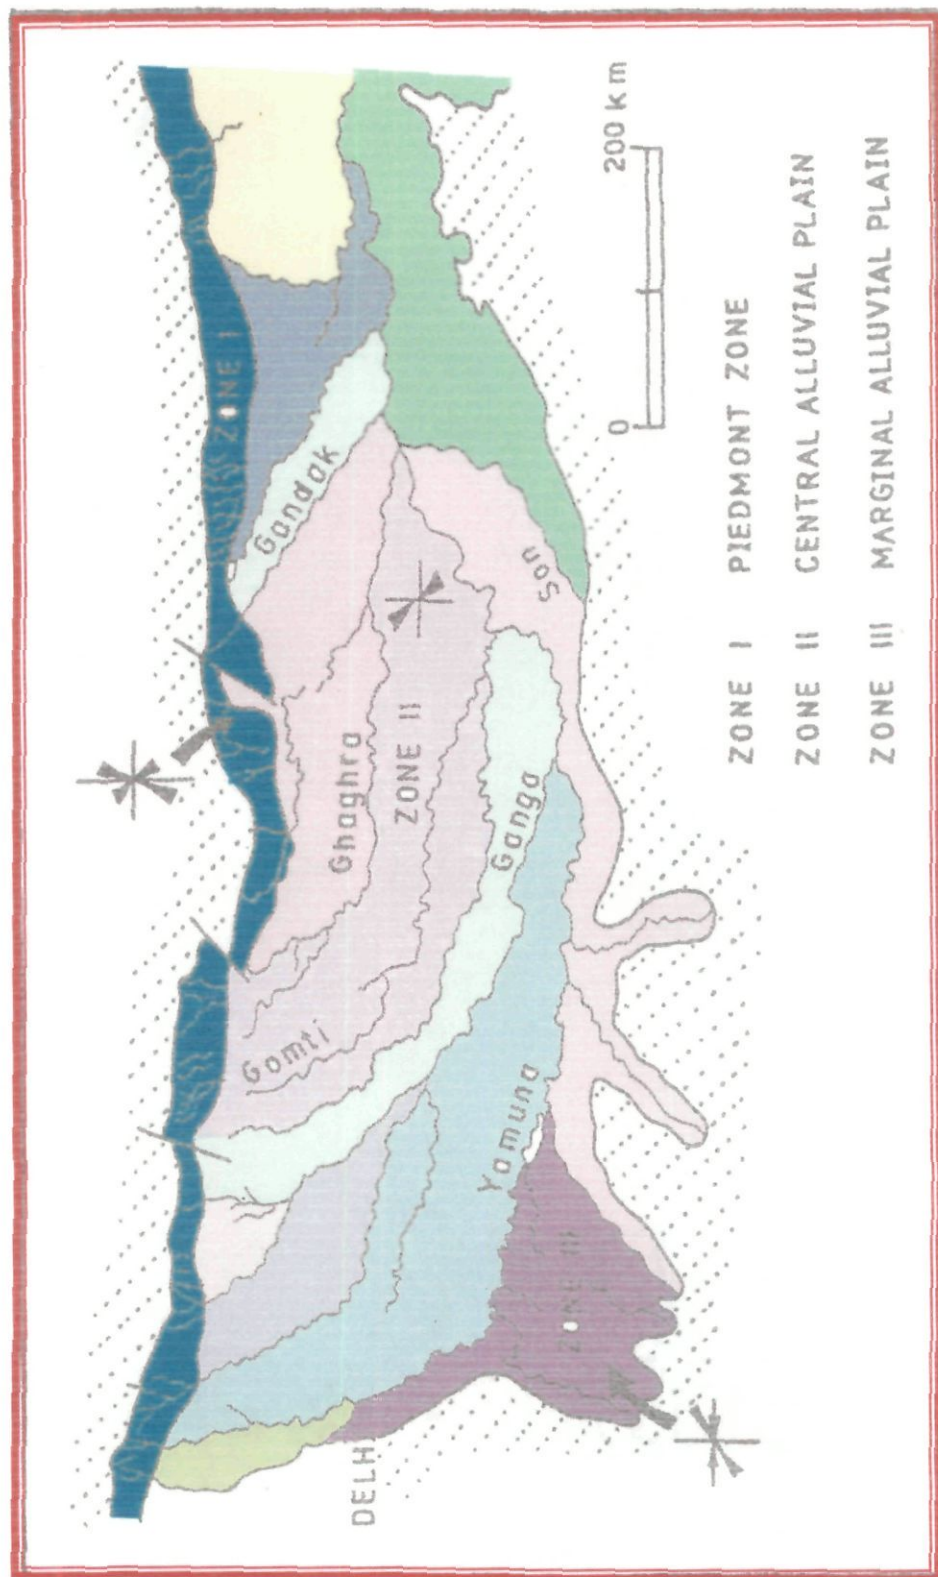 ZONE I
Gandak
Son
Ghaghra
ZONE II
Ganga
Gomti
Yamuna
ZONE III
DELH
0 200 km
ZONE I PIEDMONT ZONE
ZONE II CENTRAL ALLUVIAL PLAIN
ZONE III MARGINAL ALLUVIAL PLAIN